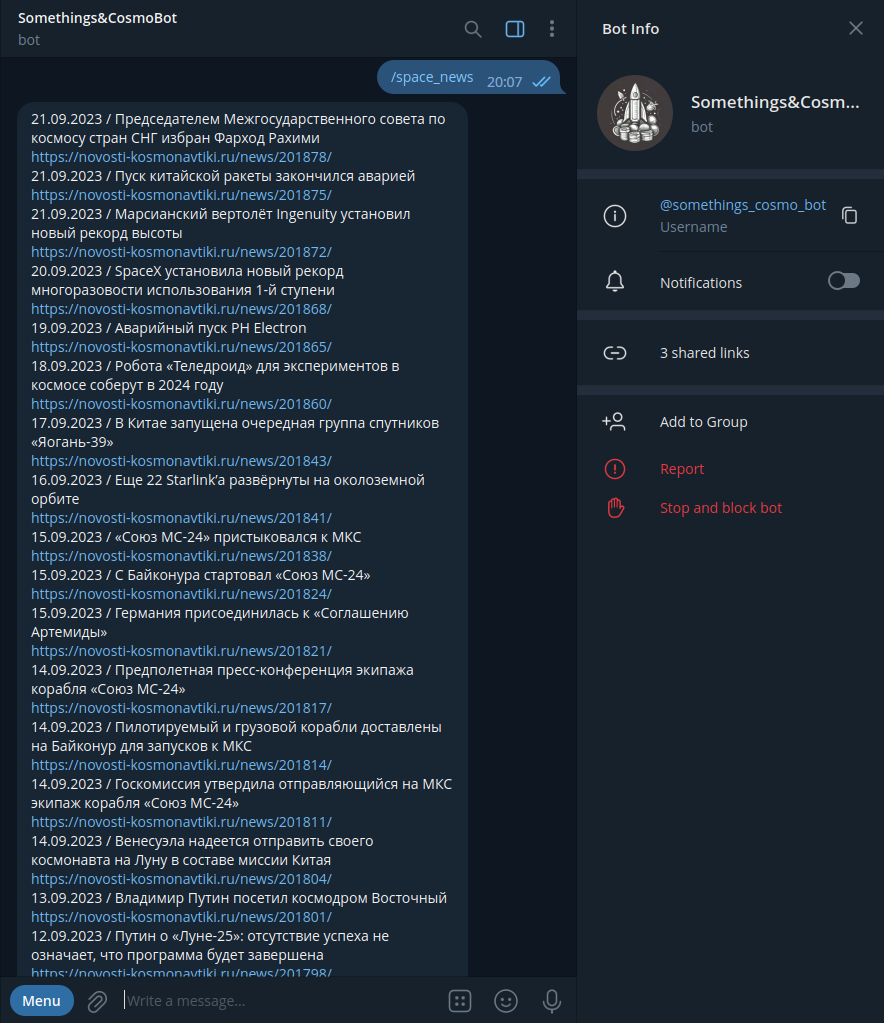 Somethings&CosmoBot
bot
/space_news 20:07
21.09.2023 / Председателем Межгосударственного совета по
космосу стран СНГ избран Фарход Рахими
https://novosti-kosmonavtiki.ru/news/201878/
21.09.2023 / Пуск китайской ракеты закончился аварией
https://novosti-kosmonavtiki.ru/news/201875/
21.09.2023 / Марсианский вертолёт Ingenuity установил
новый рекорд высоты
https://novosti-kosmonavtiki.ru/news/201872/
20.09.2023 / SpaceX установила новый рекорд
многоразовости использования 1-й ступени
https://novosti-kosmonavtiki.ru/news/201868/
19.09.2023 / Аварийный пуск РН Electron
https://novosti-kosmonavtiki.ru/news/201865/
18.09.2023 / Робота «Теледроид» для экспериментов в
космосе соберут в 2024 году
https://novosti-kosmonavtiki.ru/news/201860/
17.09.2023 / В Китае запущена очередная группа спутников
«Яогань-39»
https://novosti-kosmonavtiki.ru/news/201843/
16.09.2023 / Еще 22 Starlink’а развёрнуты на околоземной
орбите
https://novosti-kosmonavtiki.ru/news/201841/
15.09.2023 / «Союз МС-24» пристыковался к МКС
https://novosti-kosmonavtiki.ru/news/201838/
15.09.2023 / С Байконура стартовал «Союз МС-24»
https://novosti-kosmonavtiki.ru/news/201824/
15.09.2023 / Германия присоединилась к «Соглашению
Артемиды»
https://novosti-kosmonavtiki.ru/news/201821/
14.09.2023 / Предполетная пресс-конференция экипажа
корабля «Союз МС-24»
https://novosti-kosmonavtiki.ru/news/201817/
14.09.2023 / Пилотируемый и грузовой корабли доставлены
на Байконур для запусков к МКС
https://novosti-kosmonavtiki.ru/news/201814/
14.09.2023 / Госкомиссия утвердила отправляющийся на МКС
экипаж корабля «Союз МС-24»
https://novosti-kosmonavtiki.ru/news/201811/
14.09.2023 / Венесуэла надеется отправить своего
космонавта на Луну в составе миссии Китая
https://novosti-kosmonavtiki.ru/news/201804/
13.09.2023 / Владимир Путин посетил космодром Восточный
https://novosti-kosmonavtiki.ru/news/201801/
12.09.2023 / Путин о «Луне-25»: отсутствие успеха не
означает, что программа будет завершена
https://novosti-kosmonavtiki.ru/news/201798/
Menu
Write a message...
Bot Info
Somethings&Cosm...
bot
@somethings_cosmo_bot
Username
Notifications
3 shared links
Add to Group
Report
Stop and block bot